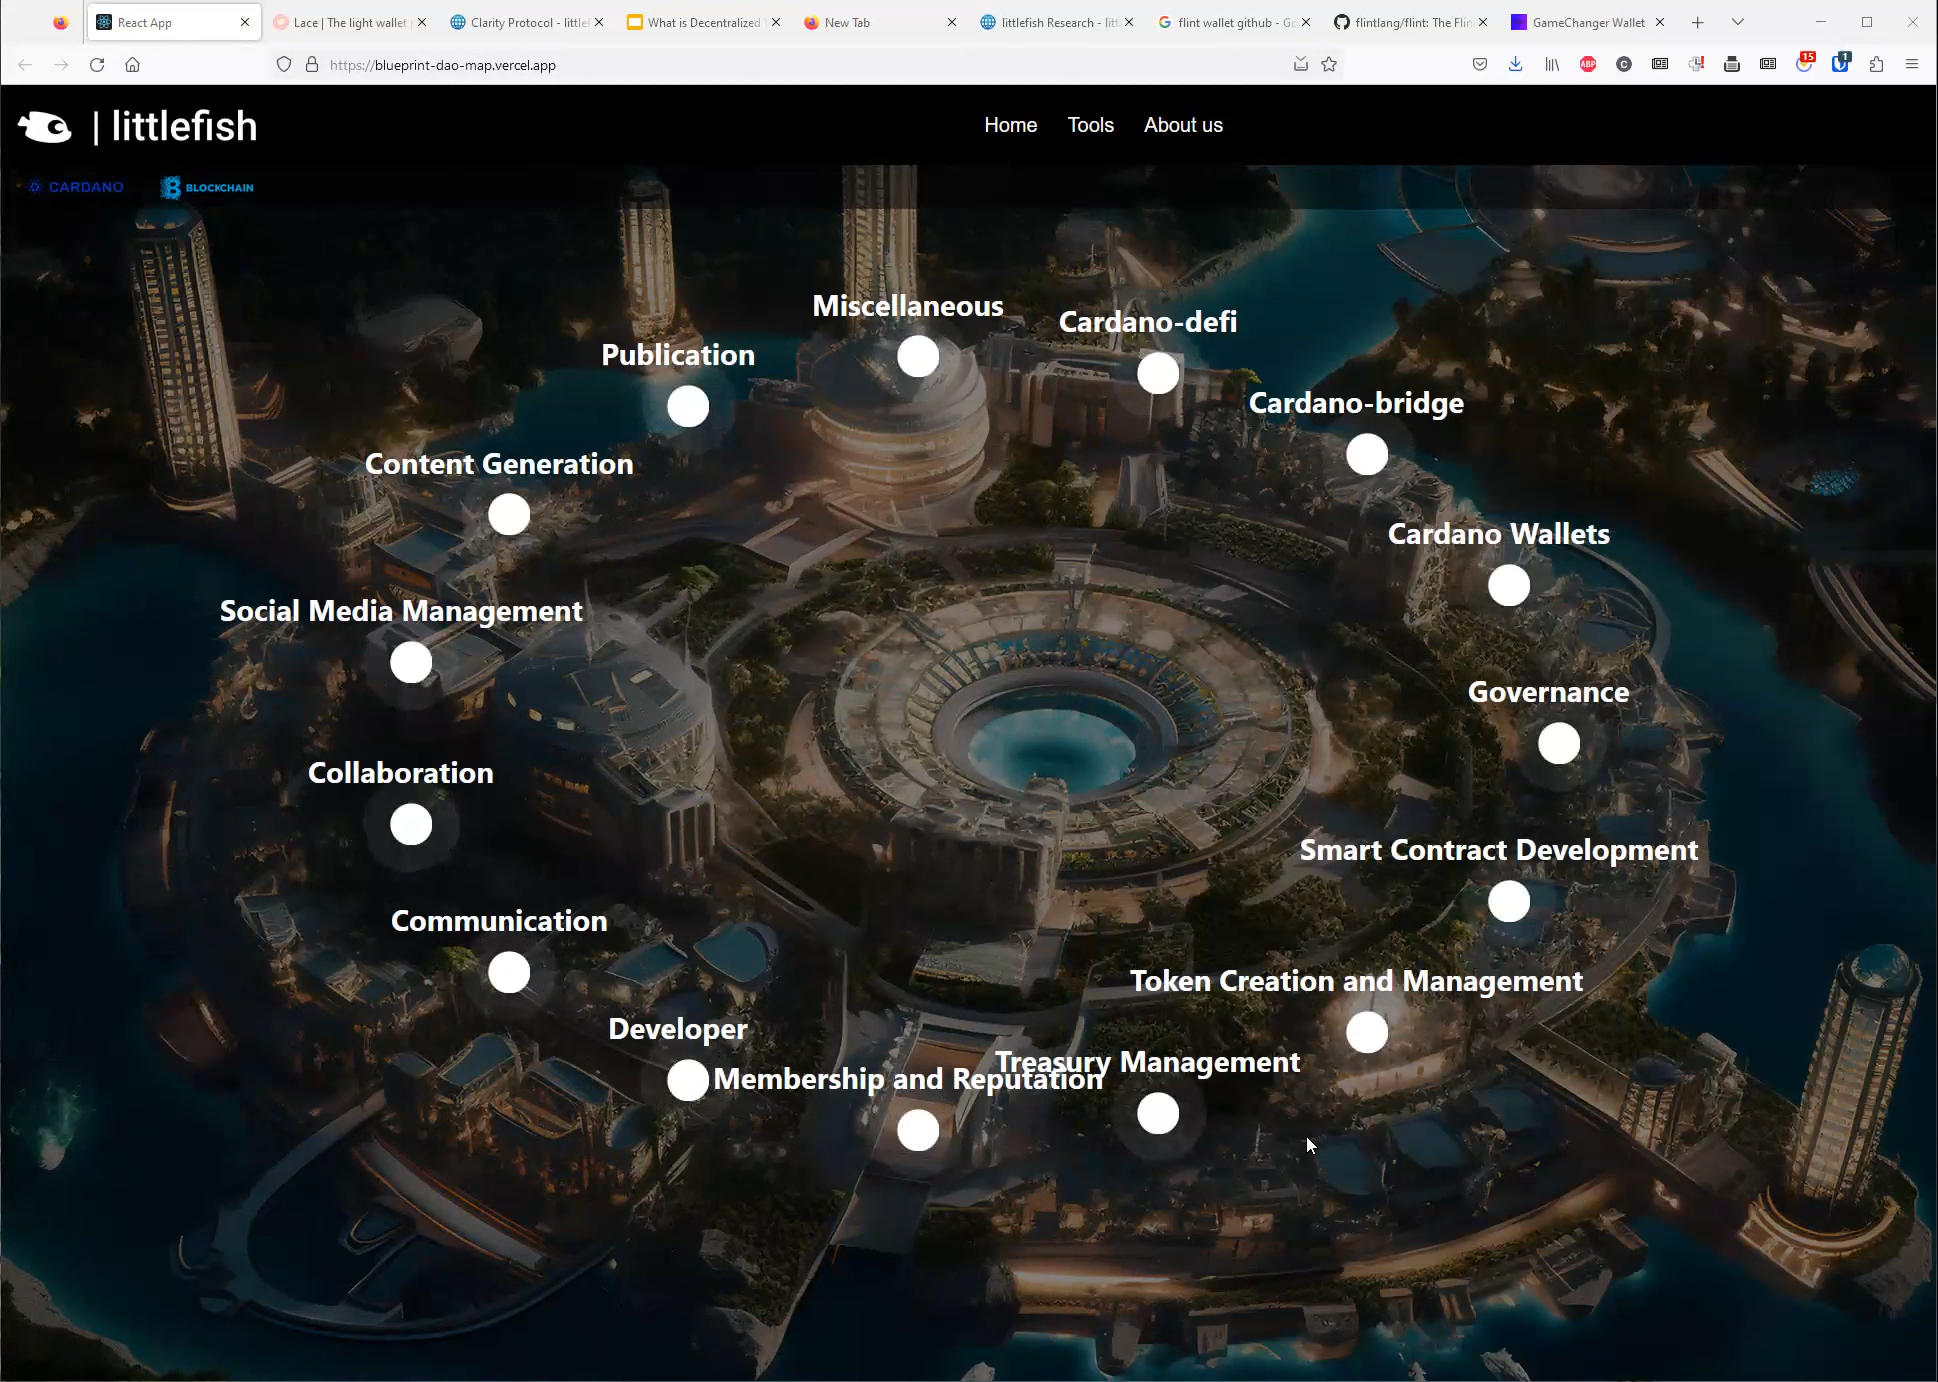 React App
Lace | The light wallet
Clarity Protocol - little
What is Decentralized
New Tab
littlefish Research - litt
flint wallet github - Go
flintlang/flint: The Flin
GameChanger Wallet
https://blueprint-dao-map.vercel.app
ABP
C
15
1
| littlefish
Home
Tools
About us
CARDANO
BLOCKCHAIN
Miscellaneous
Cardano-defi
Publication
Cardano-bridge
Content Generation
Cardano Wallets
Social Media Management
Governance
Collaboration
Smart Contract Development
Communication
Token Creation and Management
Developer
Treasury Management
Membership and Reputation